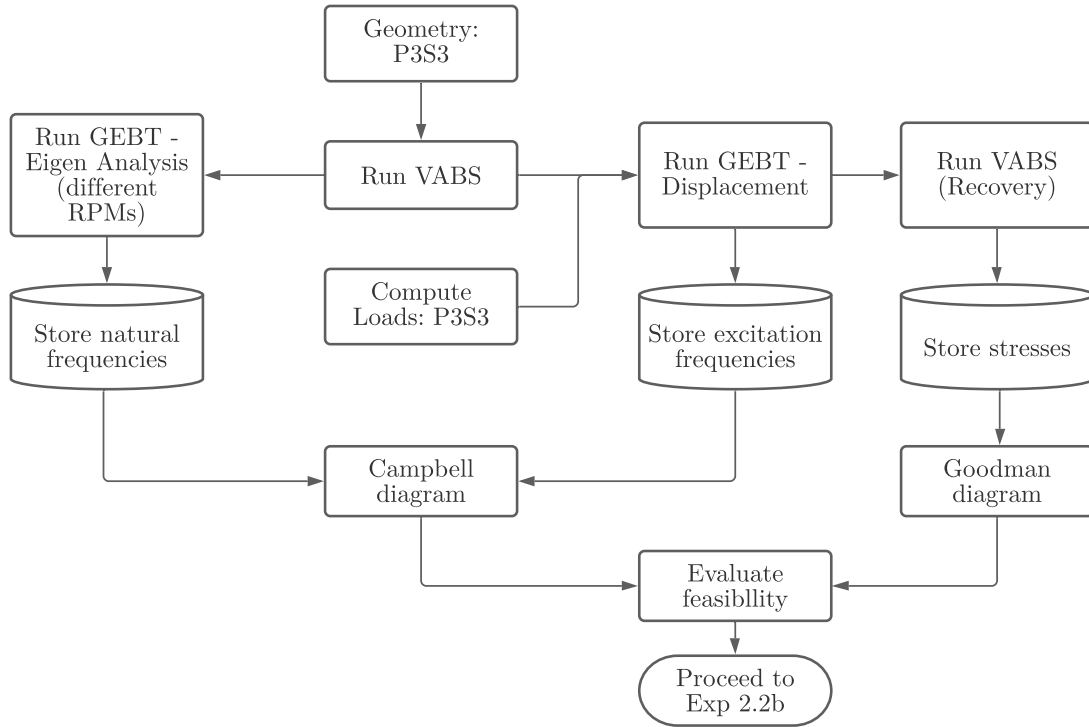 Geometry:
P3S3
Run GEBT -
Eigen Analysis
(different
RPMs)
Run VABS
Run GEBT -
Displacement
Run VABS
(Recovery)
Compute
Loads: P3S3
Store natural
frequencies
Store excitation
frequencies
Store stresses
Campbell
diagram
Goodman
diagram
Evaluate
feasibllity
Proceed to
Exp 2.2b